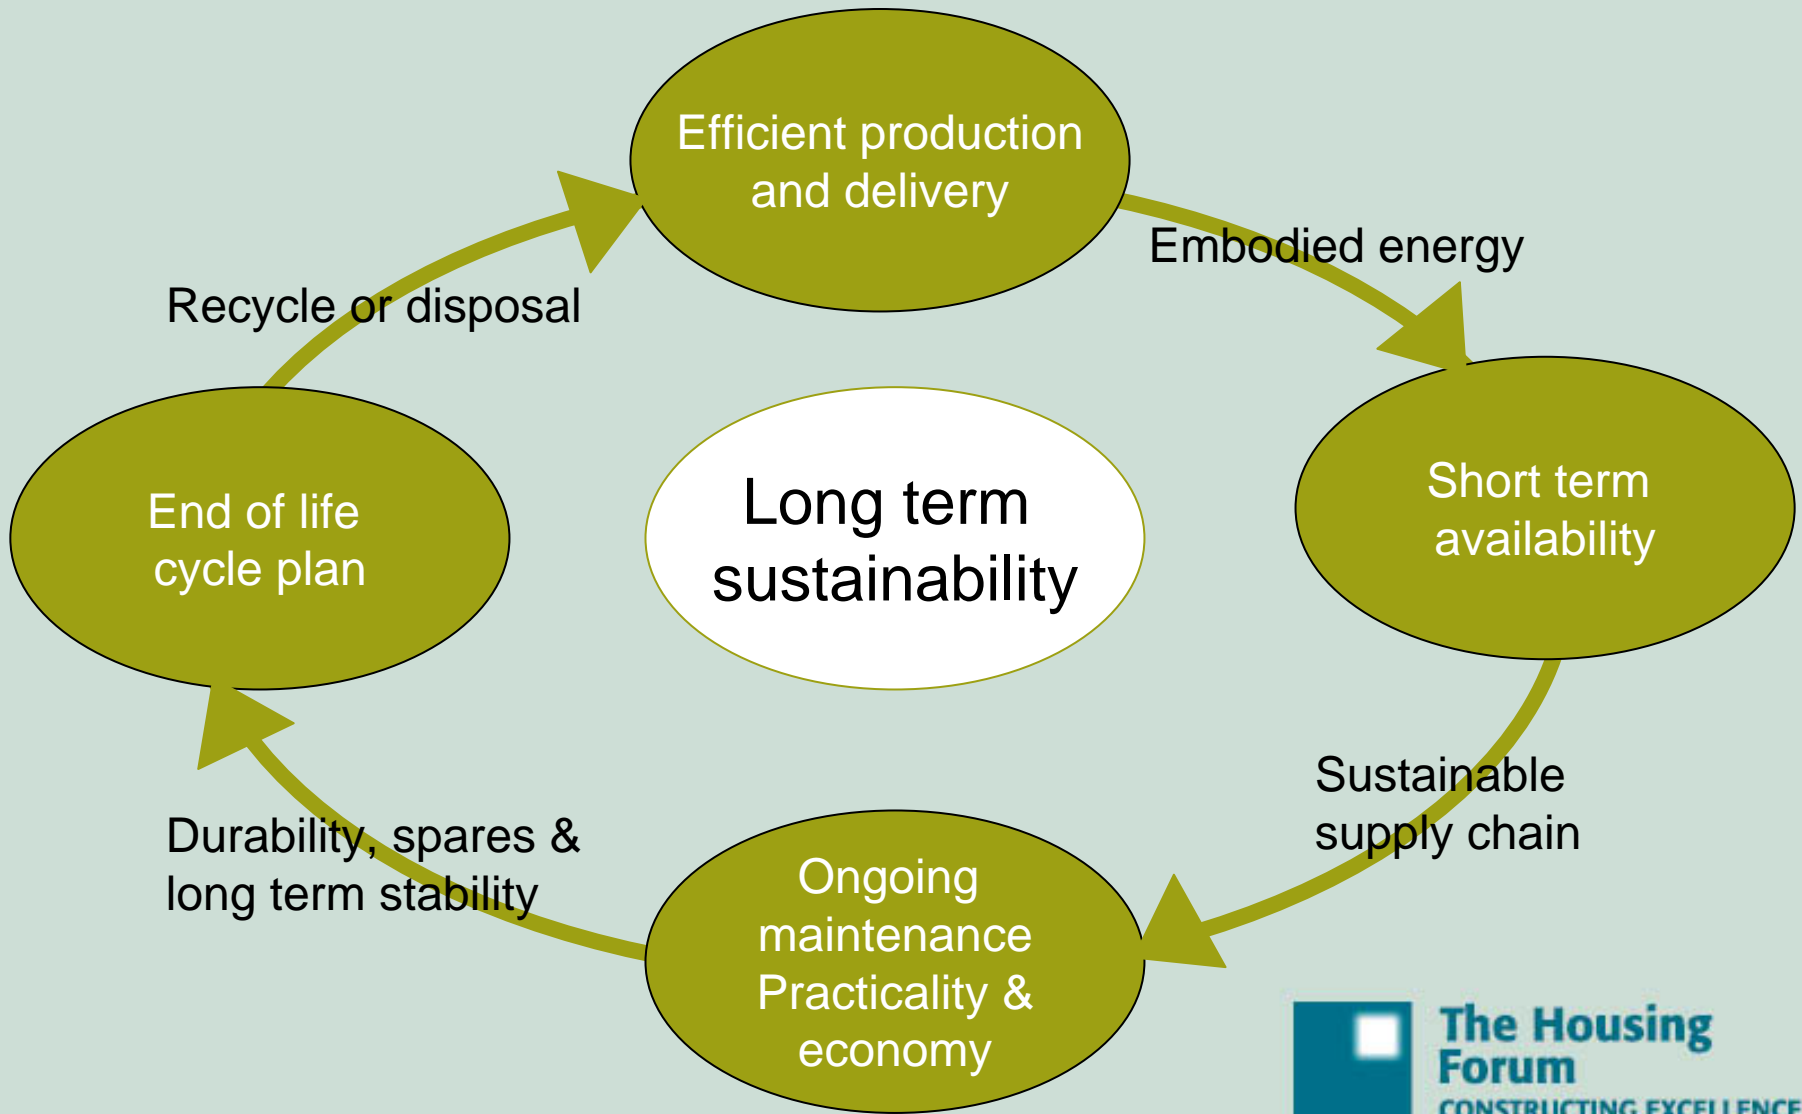 Efficient production
and delivery
Embodied energy
Recycle or disposal
Short term
availability
End of life
cycle plan
Long term
sustainability
Sustainable
supply chain
Durability, spares &
long term stability
Ongoing
maintenance
Practicality &
economy
The Housing
Forum
CONSTRUCTING EXCELLENCE